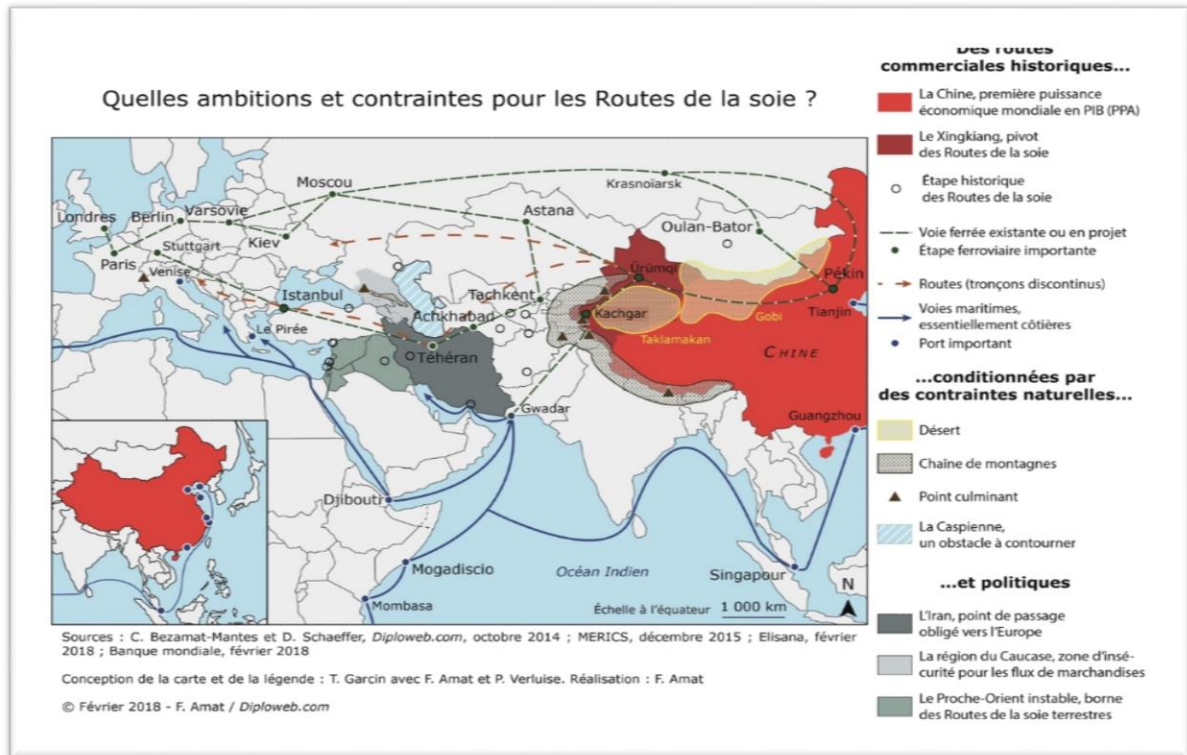 Quelles ambitions et contraintes pour les Routes de la soie ?
Moscou
Krasnoïarsk
Londres
Berlin
Varsovie
Astana
Oulan-Bator
Kiev
Stuttgart
Paris
Venise
Ürümqi
Pékin
Istanbul
Tachkent
Kachgar
Tianjin
Achkhabad
Gobi
Le Pirée
Taklamakan
CHINE
Téhéran
Gwadar
Guangzhou
Djibouti
Mogadiscio
Océan Indien
Singapour
N
Mombasa
Échelle à l'équateur
1 000 km
Sources : C. Bezamat-Mantes et D. Schaeffer, Diploweb.com, octobre 2014 ; MERICS, décembre 2015 ; Elisana, février
2018 ; Banque mondiale, février 2018
Conception de la carte et de la légende : T. Garcin avec F. Amat et P. Verluise. Réalisation : F. Amat
© Février 2018 - F. Amat / Diploweb.com
Des routes
commerciales historiques...
La Chine, première puissance
économique mondiale en PIB (PPA)
Le Xingkiang, pivot
des Routes de la soie
Étape historique
des Routes de la soie
Voie ferrée existante ou en projet
Étape ferroviaire importante
Routes (tronçons discontinus)
Voies maritimes,
essentiellement côtières
Port important
...conditionnées par
des contraintes naturelles...
Désert
Chaîne de montagnes
Point culminant
La Caspienne,
un obstacle à contourner
...et politiques
L'Iran, point de passage
obligé vers l'Europe
La région du Caucase, zone d'insé-
curité pour les flux de marchandises
Le Proche-Orient instable, borne
des Routes de la soie terrestres